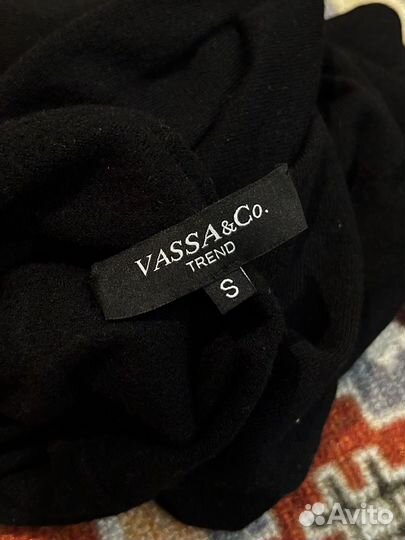 VASSA&Co.
TREND
S
Avito